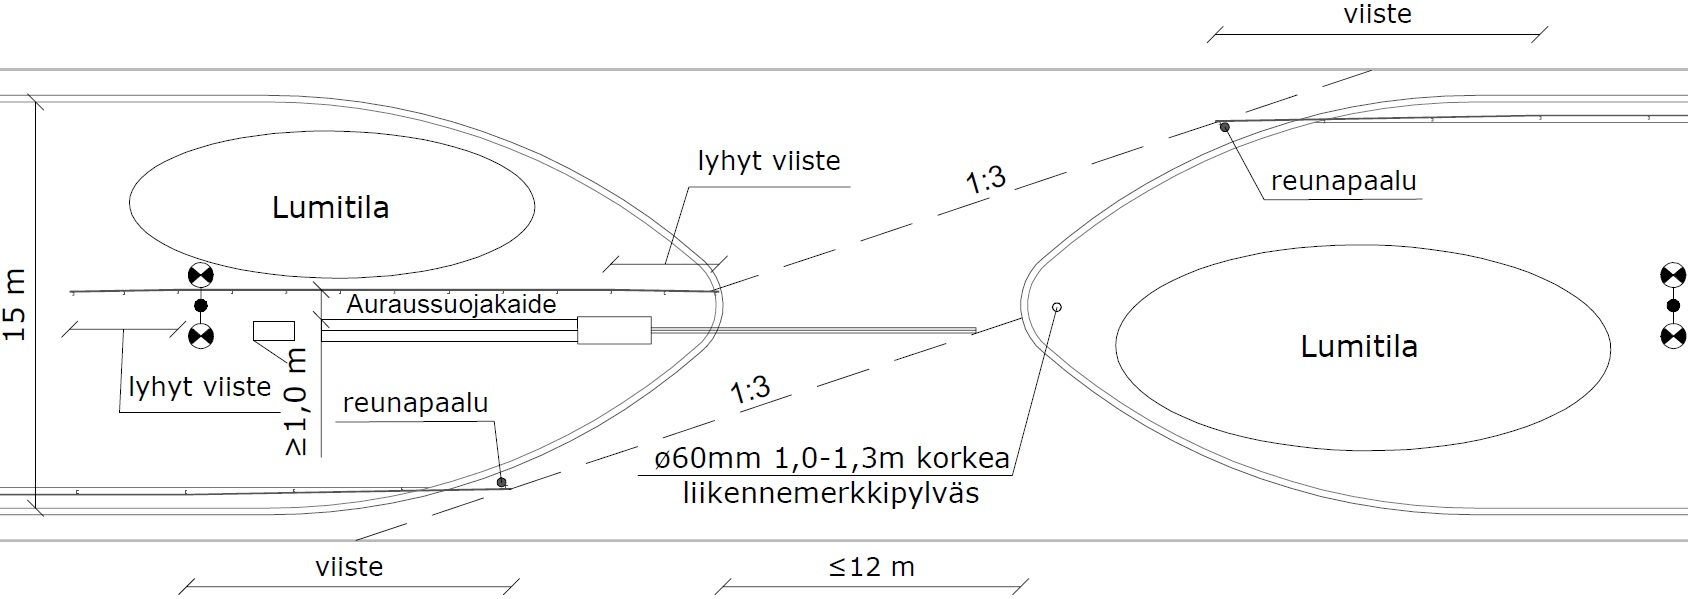 viiste
lyhyt viiste
1:3
reunapaalu
Lumitila
15 m
Auraussuojakaide
Lumitila
lyhyt viiste
≥1,0 m
reunapaalu
1:3
ø60mm 1,0-1,3m korkea
liikennemerkkipylväs
viiste
≤12 m